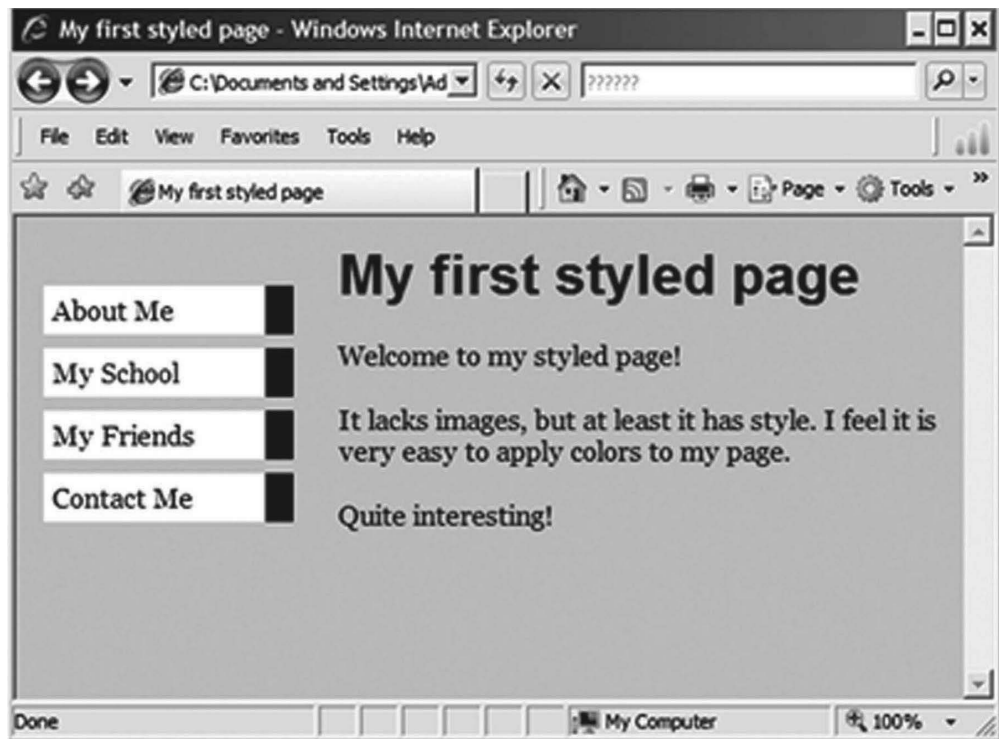 My first styled page - Windows Internet Explorer
C:\Documents and Settings\Ad
??????
File Edit View Favorites Tools Help
My first styled page
Page Tools »
My first styled page
About Me
My School
My Friends
Contact Me
Welcome to my styled page!
It lacks images, but at least it has style. I feel it is
very easy to apply colors to my page.
Quite interesting!
Done My Computer 100%